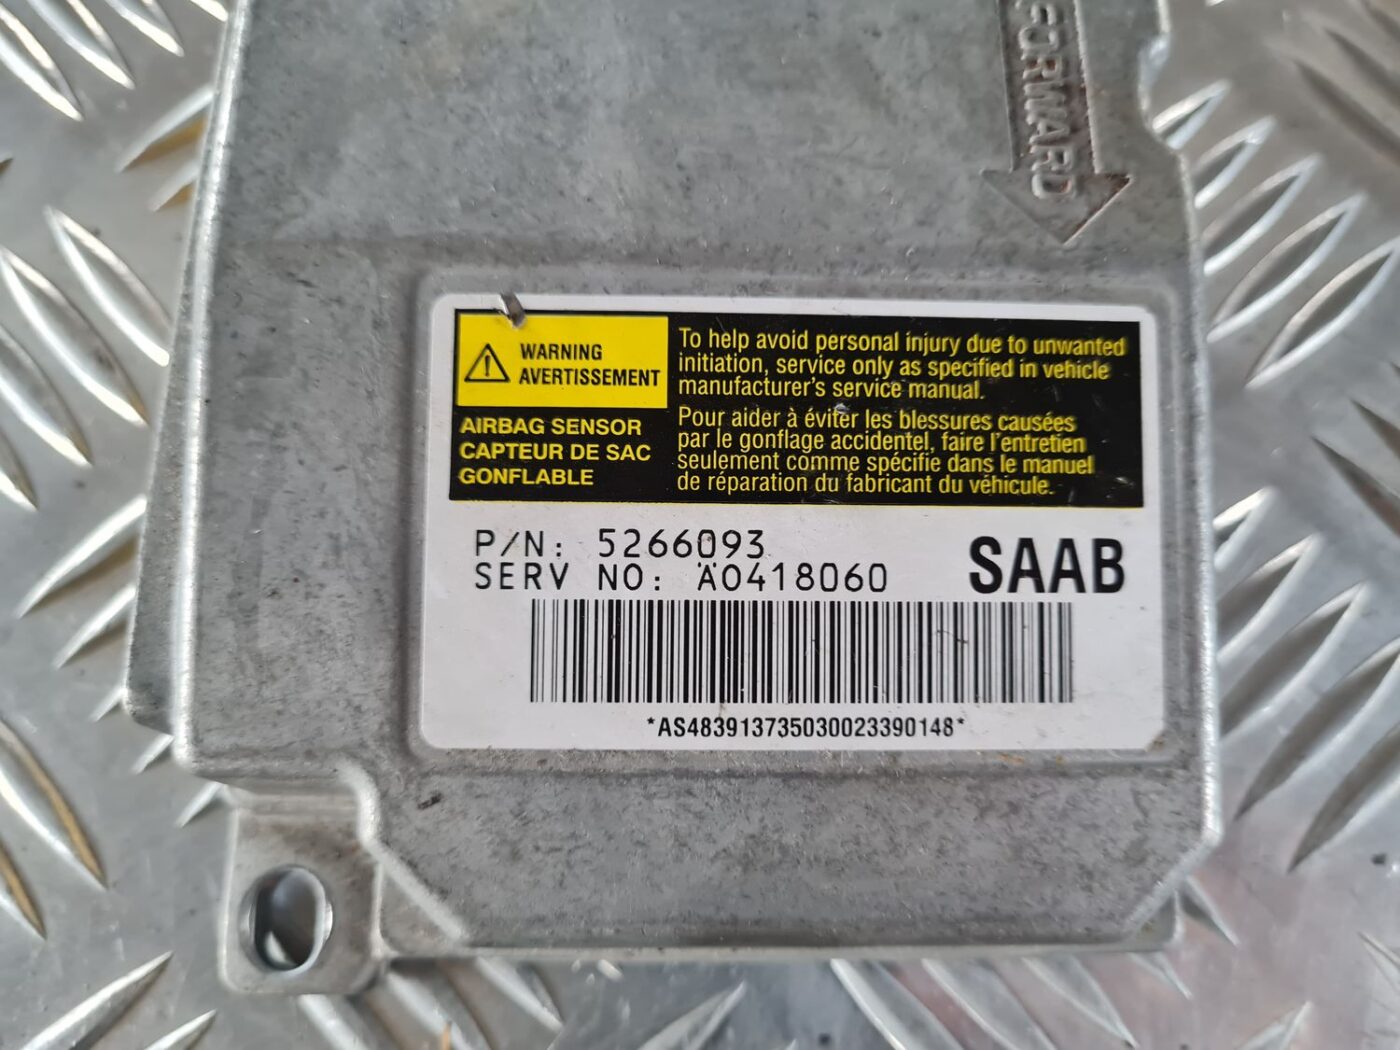 FORWARD
WARNING
AVERTISSEMENT
AIRBAG SENSOR
CAPTEUR DE SAC
GONFLABLE
To help avoid personal injury due to unwanted
initiation, service only as specified in vehicle
manufacturer's service manual.
Pour aider à éviter les blessures causées
par le gonflage accidentel, faire l'entretien
seulement comme spécifie dans le manuel
de réparation du fabricant du véhicule.
P/N: 5266093
SERV NO: A0418060
SAAB
*AS483913735030023390148*